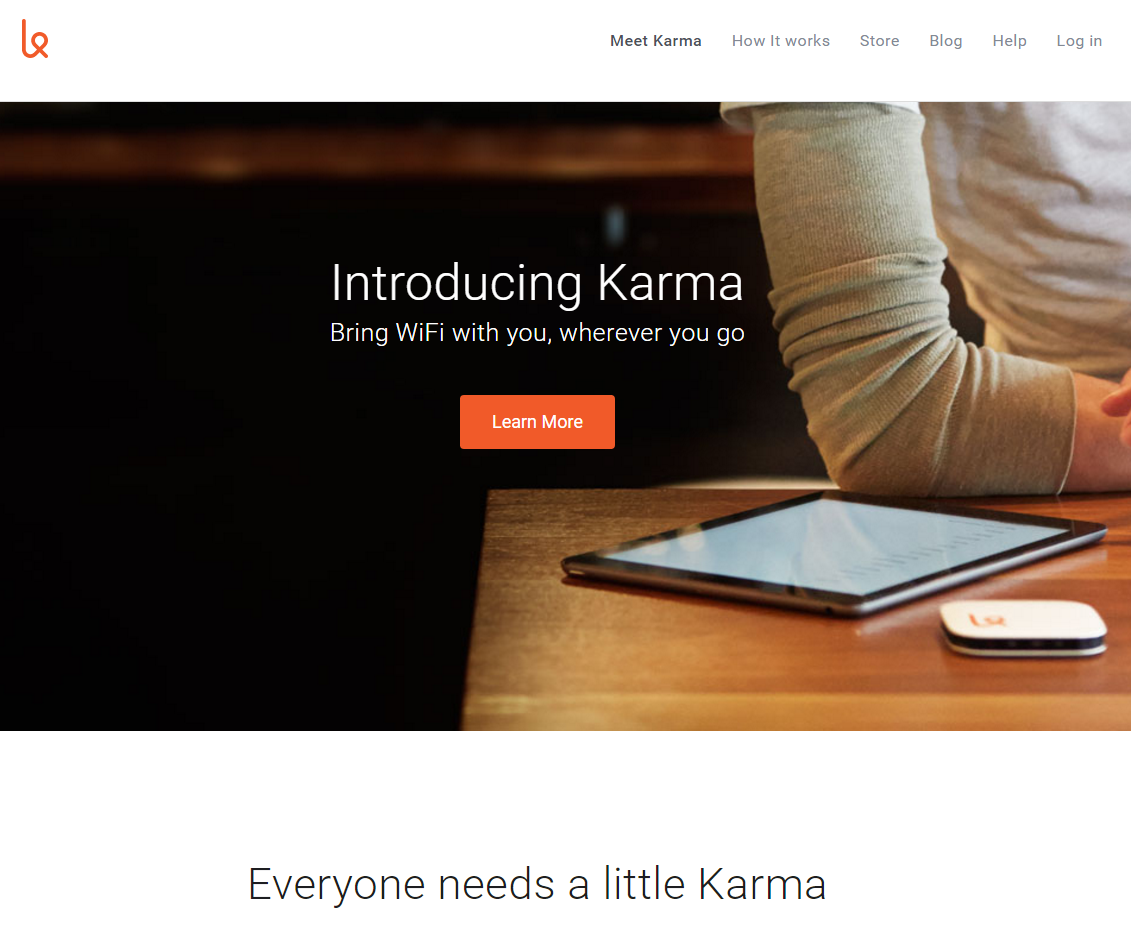 Meet Karma How It works Store Blog Help Log in
Introducing Karma
Bring WiFi with you, wherever you go
Learn More
Everyone needs a little Karma